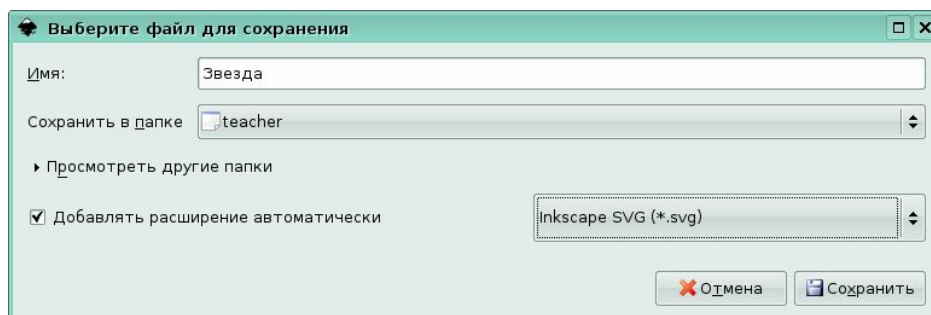 Выберите файл для сохранения
Имя: Звезда
Сохранить в папке teacher
Просмотреть другие папки
Добавлять расширение автоматически Inkscape SVG (*.svg)
Отмена Сохранить